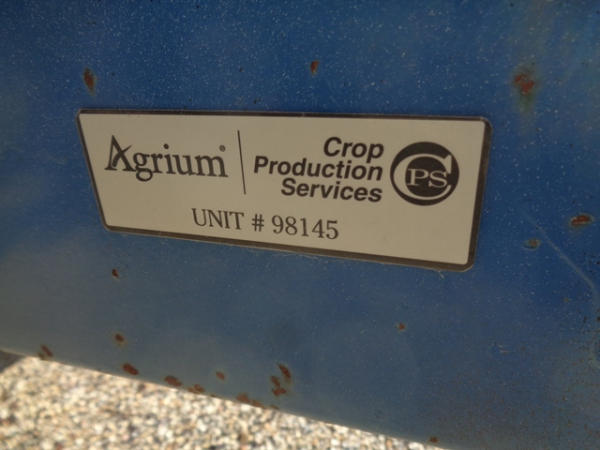 Agrium®
Crop
Production
Services
CPS
UNIT # 98145